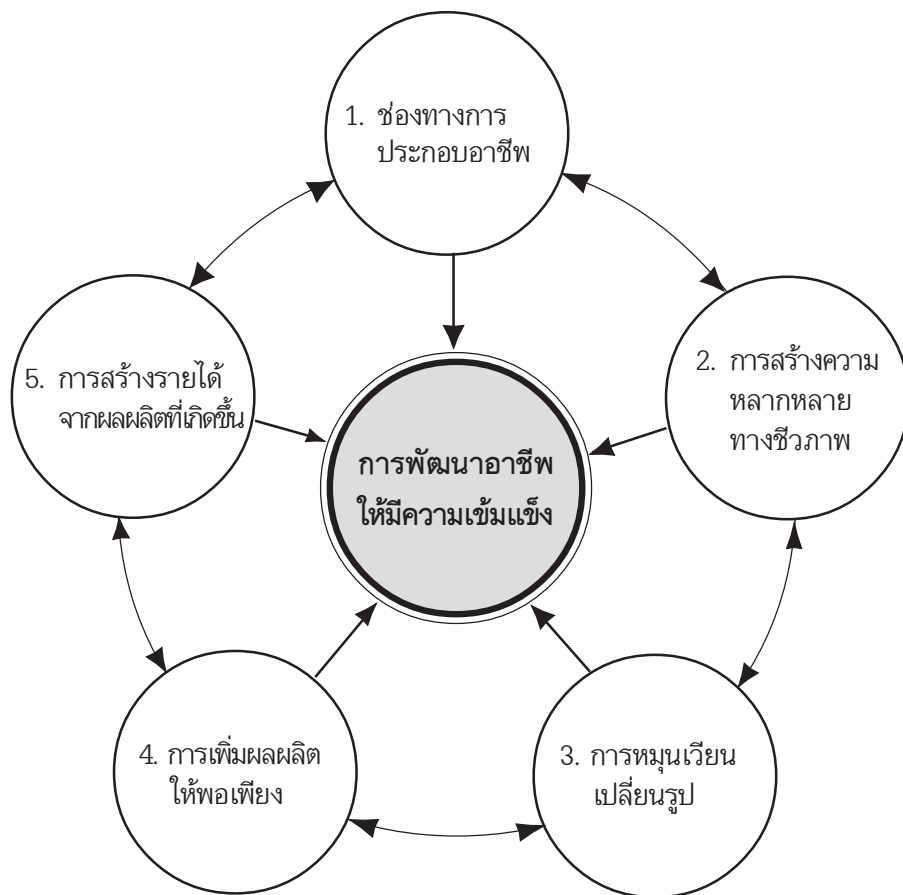 1. ช่องทางการ
ประกอบอาชีพ
2. การสร้างความ
หลากหลาย
ทางชีวภาพ
3. การหมุนเวียน
เปลี่ยนรูป
4. การเพิ่มผลผลิต
ให้พอเพียง
5. การสร้างรายได้
จากผลผลิตที่เกิดขึ้น
การพัฒนาอาชีพ
ให้มีความเข้มแข็ง